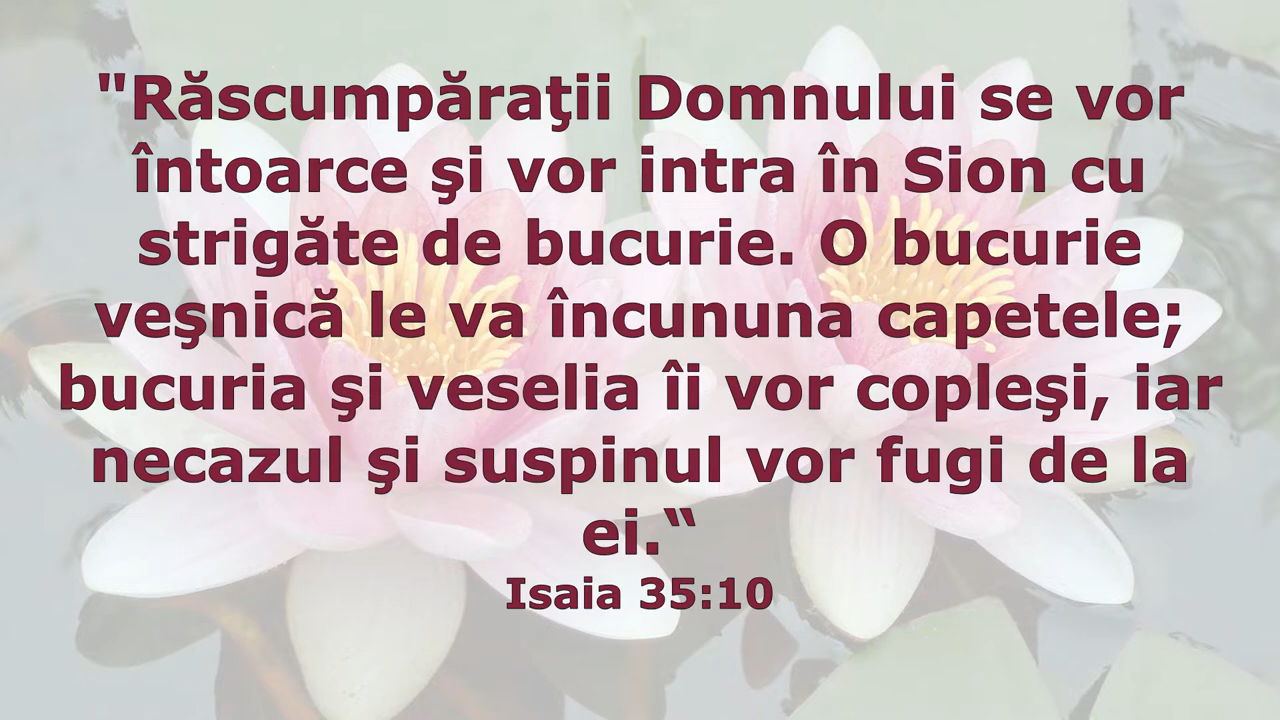 "Răscumpăraţii Domnului se vor
întoarce şi vor intra în Sion cu
strigăte de bucurie. O bucurie
veşnică le va încununa capetele;
bucuria şi veselia îi vor copleşi, iar
necazul şi suspinul vor fugi de la
ei.“
Isaia 35:10